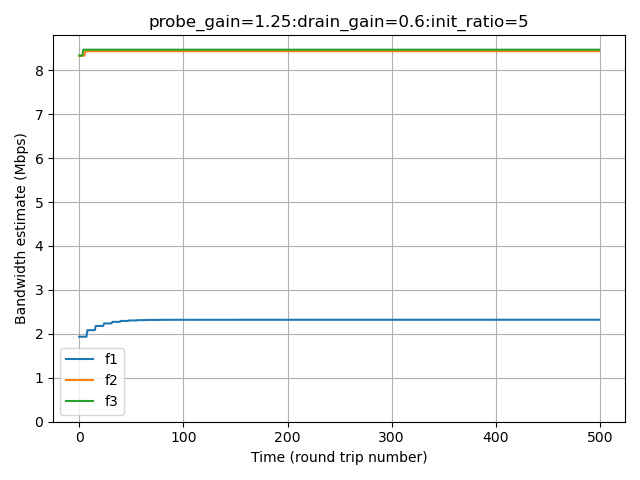 probe_gain=1.25:drain_gain=0.6:init_ratio=5
Bandwidth estimate (Mbps)
8
7
6
5
4
3
2
1
0
f1
f2
f3
0 100 200 300 400 500
Time (round trip number)